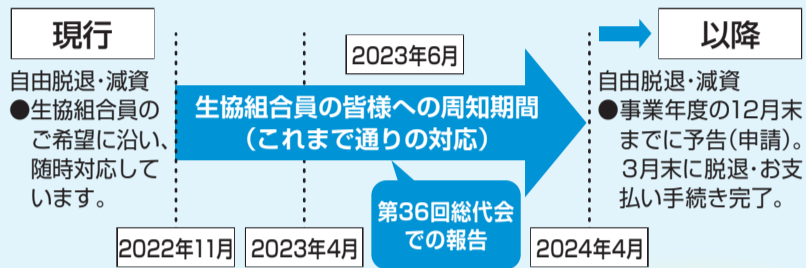 現行
自由脱退・減資
●生協組合員の
ご希望に沿い、
随時対応して
います。
2023年6月
生協組合員の皆様への周知期間
(これまで通りの対応)
第36回総代会
での報告
2022年11月
2023年4月
2024年4月
以降
自由脱退・減資
●事業年度の12月末
までに予告(申請)。
3月末に脱退・お支
払い手続き完了。